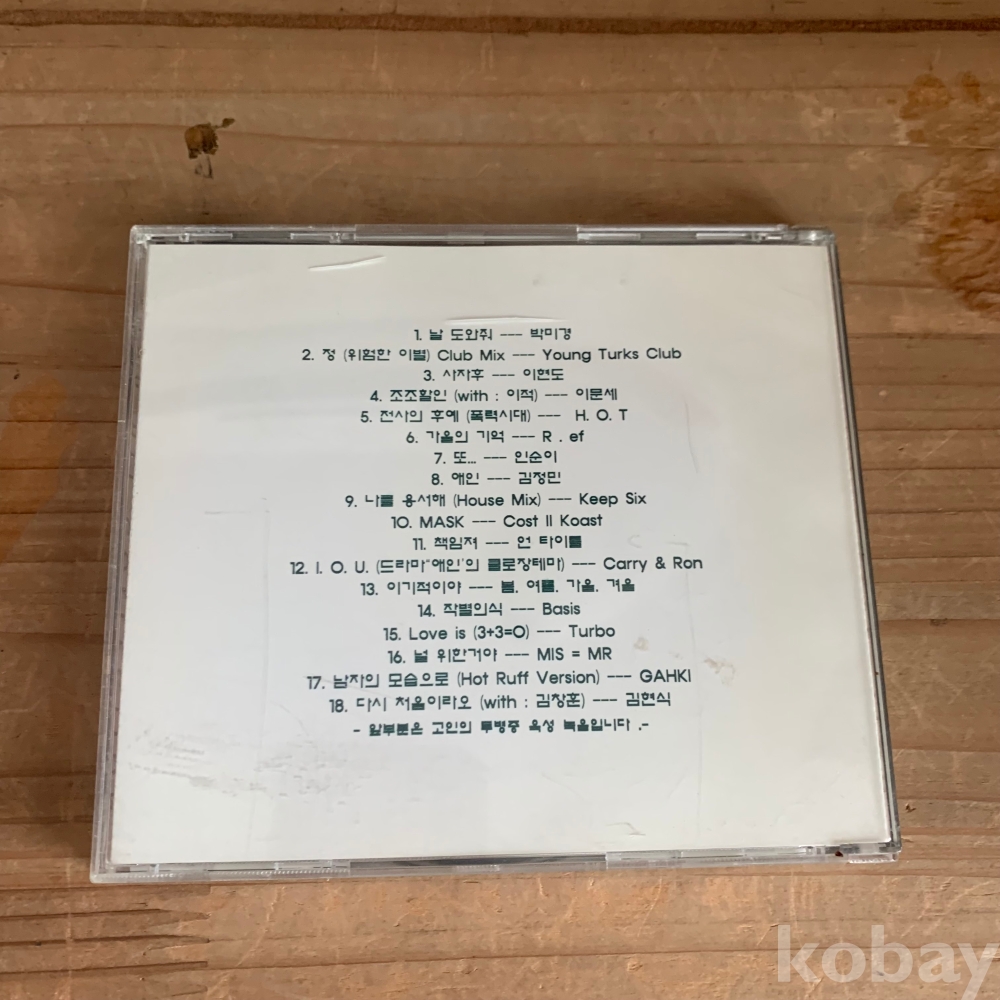 1. 날 도와줘 --- 박미경
2. 정 (위험한 이별) Club Mix --- Young Turks Club
3. 사자후 --- 이현도
4. 조조할인 (with : 이적) --- 이문세
5. 전사의 후예 (폭력시대) --- H. O. T
6. 가을의 기억 --- R . ef
7. 또... --- 인순이
8. 애인 --- 김정민
9. 나를 용서해 (House Mix) --- Keep Six
10. MASK --- Cost II Koast
11. 책임져 --- 언 타이틀
12. I. O. U. (드라마"애인'의 클로장테마) --- Carry & Ron
13. 이기적이야 --- 봄. 여름. 가을. 겨울
14. 작별인식 --- Basis
15. Love is (3+3=0) --- Turbo
16. 널 위한거야 --- MIS = MR
17. 남자의 모습으로 (Hot Ruff Version) --- GAHKI
18. 다시 처음이라오 (with : 김창훈) --- 김현식
- 앞부분은 고인의 투병중 육성 녹음입니다 .-
kobay